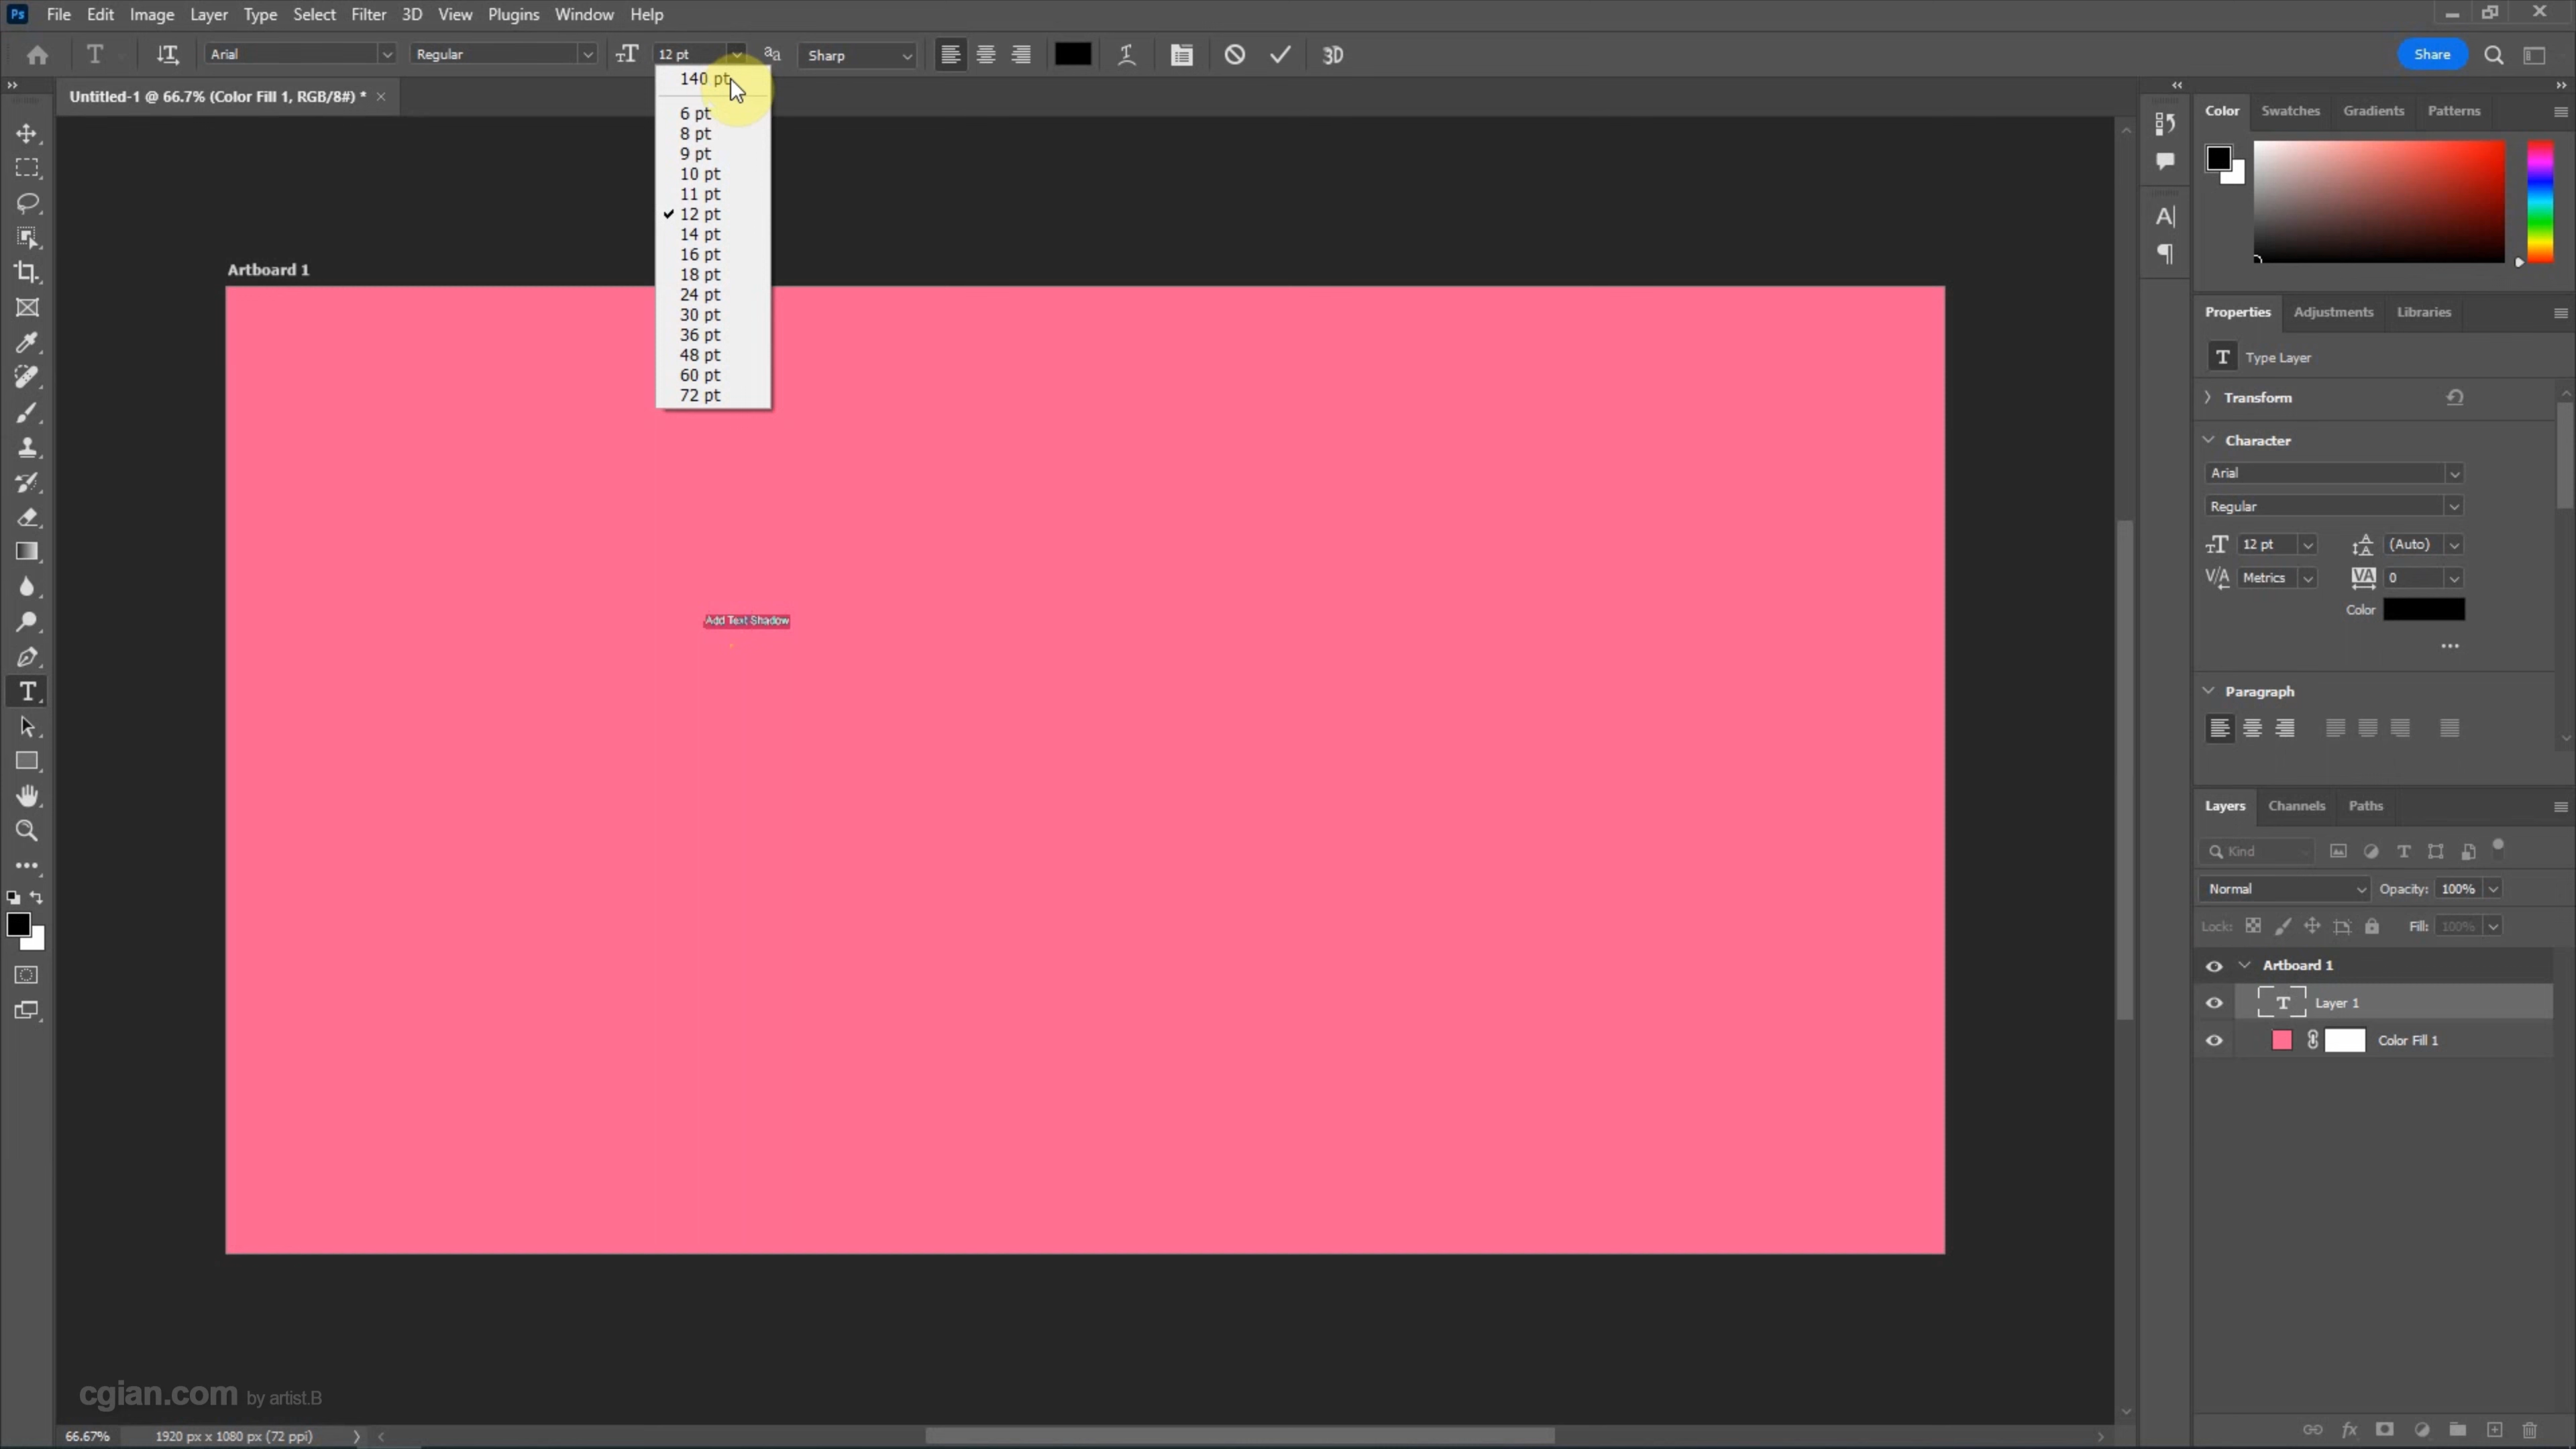 Ps File Edit Image Layer Type Select Filter 3D View Plugins Window Help
T Arial Regular 12 pt Sharp 3D Share
Untitled-1 @ 66.7% (Color Fill 1, RGB/8#) *
140 pt
6 pt
8 pt
9 pt
10 pt
11 pt
12 pt
14 pt
16 pt
18 pt
24 pt
30 pt
36 pt
48 pt
60 pt
72 pt
Artboard 1
Add Text Shadow
Color Swatches Gradients Patterns
Properties Adjustments Libraries
T Type Layer
Transform
Character
Arial
Regular
12 pt (Auto)
Metrics 0
Color
Paragraph
Layers Channels Paths
Kind
Normal Opacity: 100%
Lock: Fill: 100%
Artboard 1
T Layer 1
Color Fill 1
cgian.com by artist.B
66.67% 1920 px x 1080 px (72 ppi)
fx